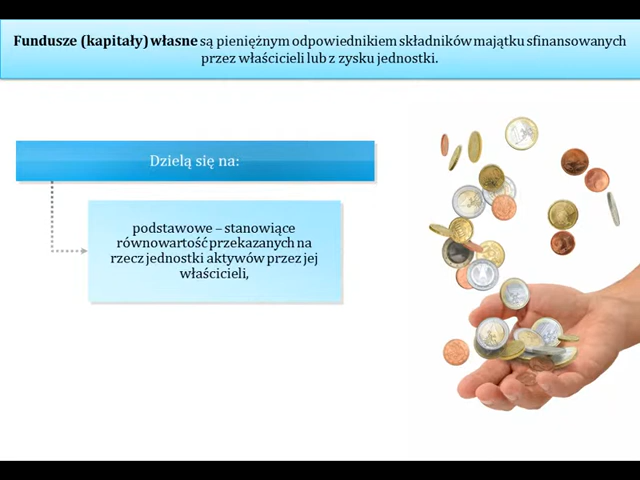 Fundusze (kapitały) własne są pieniężnym odpowiednikiem składników majątku sfinansowanych
przez właścicieli lub z zysku jednostki.
Dzielą się na:
podstawowe – stanowiące
równowartość przekazanych na
rzecz jednostki aktywów przez jej
właścicieli,